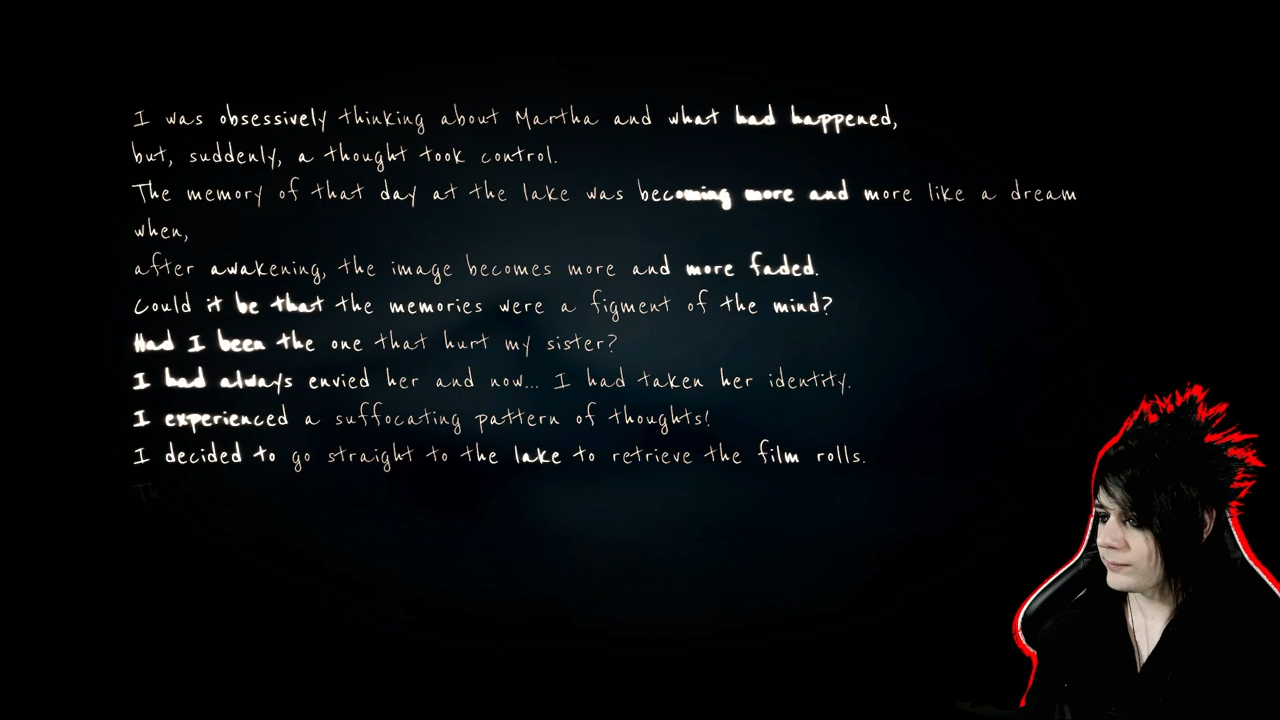 I was obsessively thinking about Martha and what had happened,
but, suddenly, a thought took control.
The memory of that day at the lake was becoming more and more like a dream
when,
after awakening, the image becomes more and more faded.
Could it be that the memories were a figment of the mind?
Had I been the one that hurt my sister?
I had always envied her and now... I had taken her identity.
I experienced a suffocating pattern of thoughts!
I decided to go straight to the lake to retrieve the film rolls.